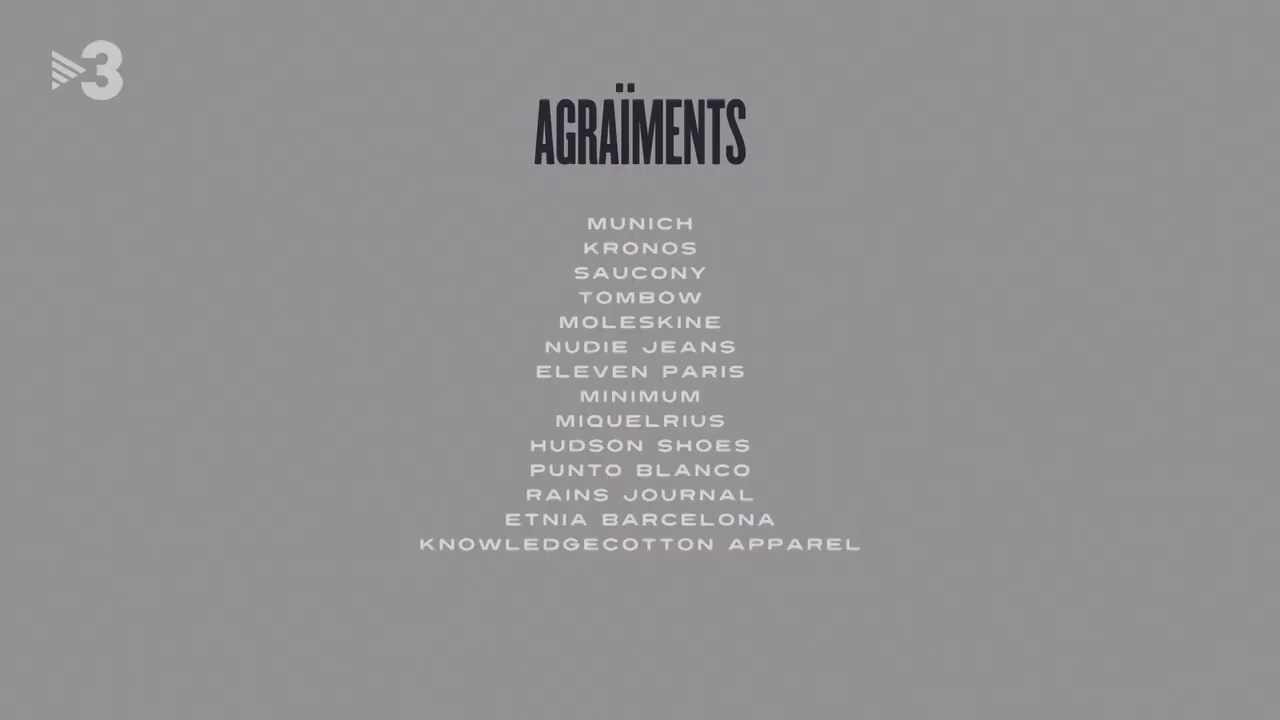 3
AGRAÏMENTS
MUNICH
KRONOS
SAUCONY
TOMBOW
MOLESKINE
NUDIE JEANS
ELEVEN PARIS
MINIMUM
MIQUELRIUS
HUDSON SHOES
PUNTO BLANCO
RAINS JOURNAL
ETNIA BARCELONA
KNOWLEDGECOTTON APPAREL